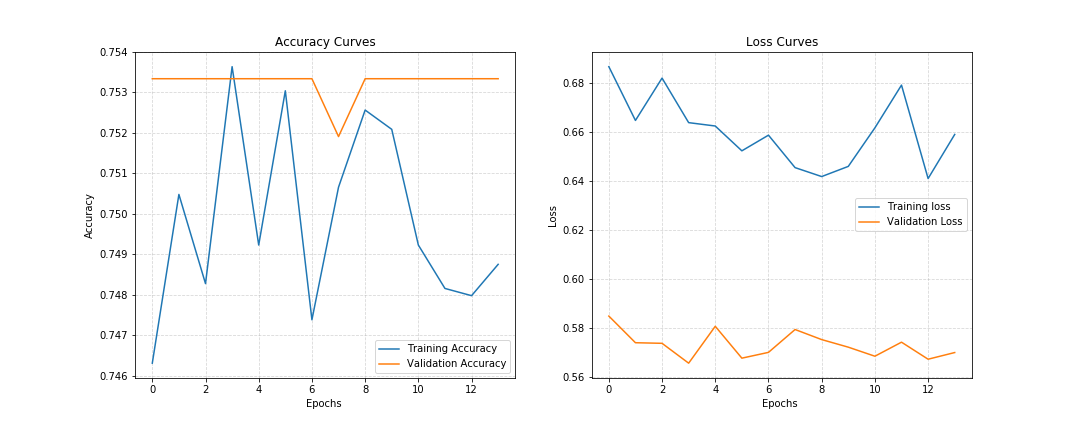 Accuracy Curves
0.754
0.753
0.752
0.751
0.750
0.749
0.748
0.747
0.746
Accuracy
0 2 4 6 8 10 12
Epochs
Training Accuracy
Validation Accuracy
Loss Curves
0.68
0.66
0.64
0.62
0.60
0.58
0.56
Loss
0 2 4 6 8 10 12
Epochs
Training loss
Validation Loss